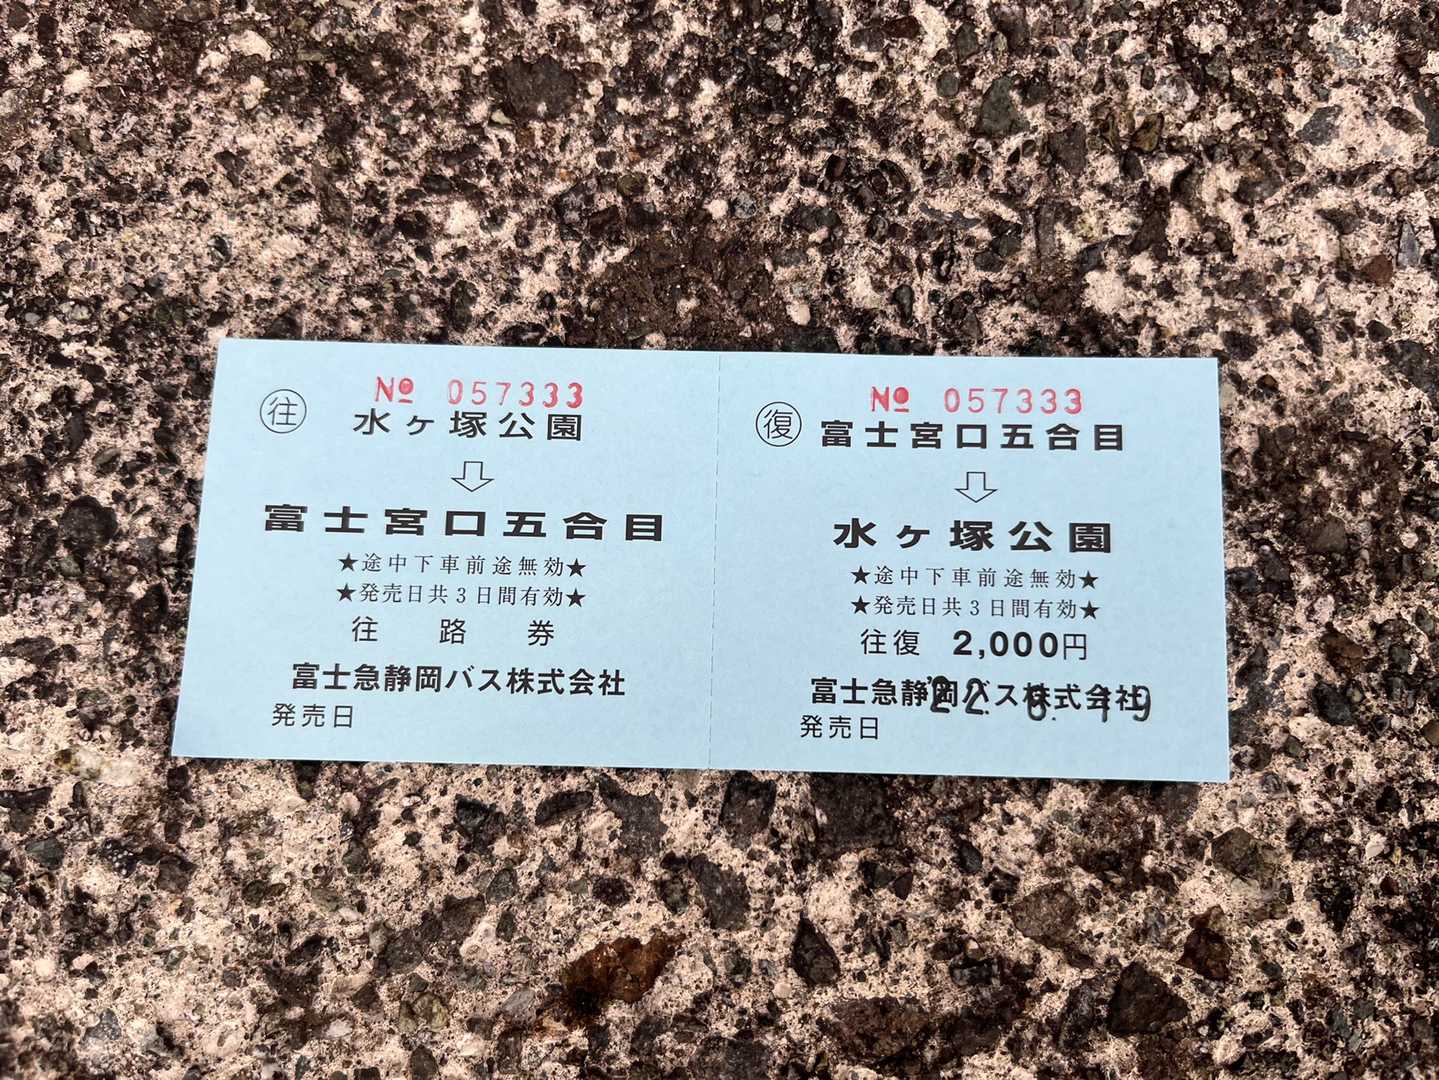 往
№ 057333
水ヶ塚公園
富士宮口五合目
★途中下車前途無効★
★発売日共3日間有効★
往路券
富士急静岡バス株式会社
発売日
復
№ 057333
富士宮口五合目
水ヶ塚公園
★途中下車前途無効★
★発売日共3日間有効★
往復 2,000円
富士急静岡バス株式会社
発売日